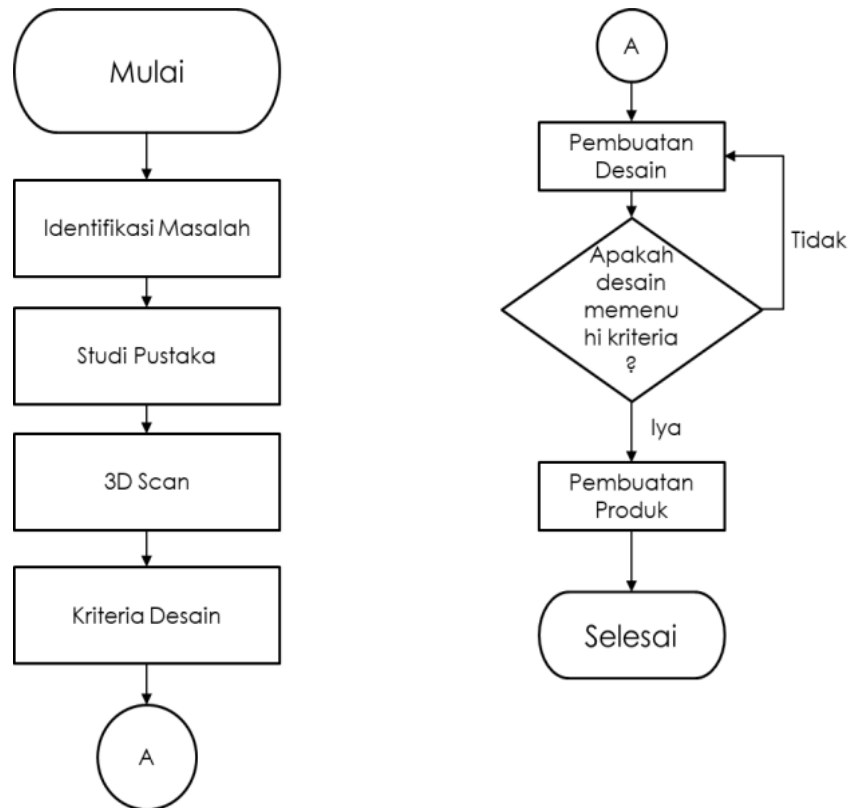 Mulai
Identifikasi Masalah
Studi Pustaka
3D Scan
Kriteria Desain
A
A
Pembuatan
Desain
Apakah
desain
memenu
hi kriteria
?
Tidak
Iya
Pembuatan
Produk
Selesai